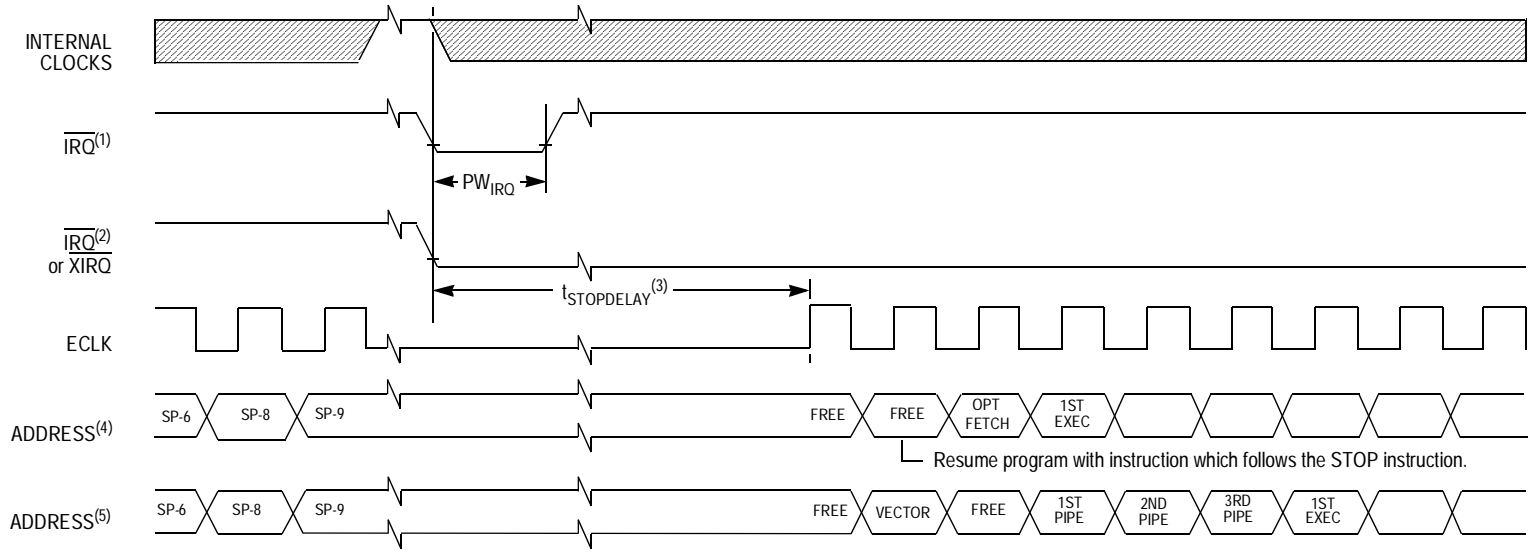 INTERNAL
CLOCKS
IRQ(1)
PWIRQ
IRQ(2)
or XIRQ
tSTOPDELAY(3)
ECLK
ADDRESS(4)
SP-6 SP-8 SP-9 FREE FREE OPT FETCH 1ST EXEC
Resume program with instruction which follows the STOP instruction.
ADDRESS(5)
SP-6 SP-8 SP-9 FREE VECTOR FREE 1ST PIPE 2ND PIPE 3RD PIPE 1ST EXEC